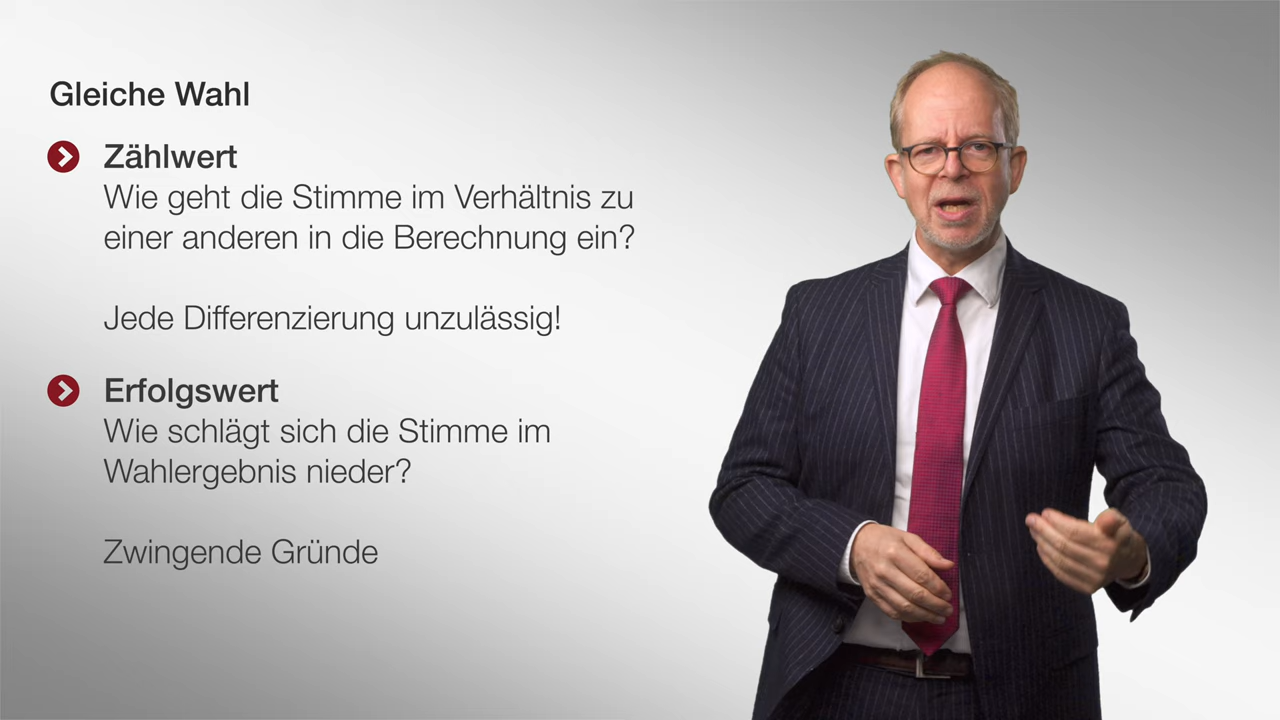 Gleiche Wahl
Zählwert
Wie geht die Stimme im Verhältnis zu
einer anderen in die Berechnung ein?
Jede Differenzierung unzulässig!
Erfolgswert
Wie schlägt sich die Stimme im
Wahlergebnis nieder?
Zwingende Gründe